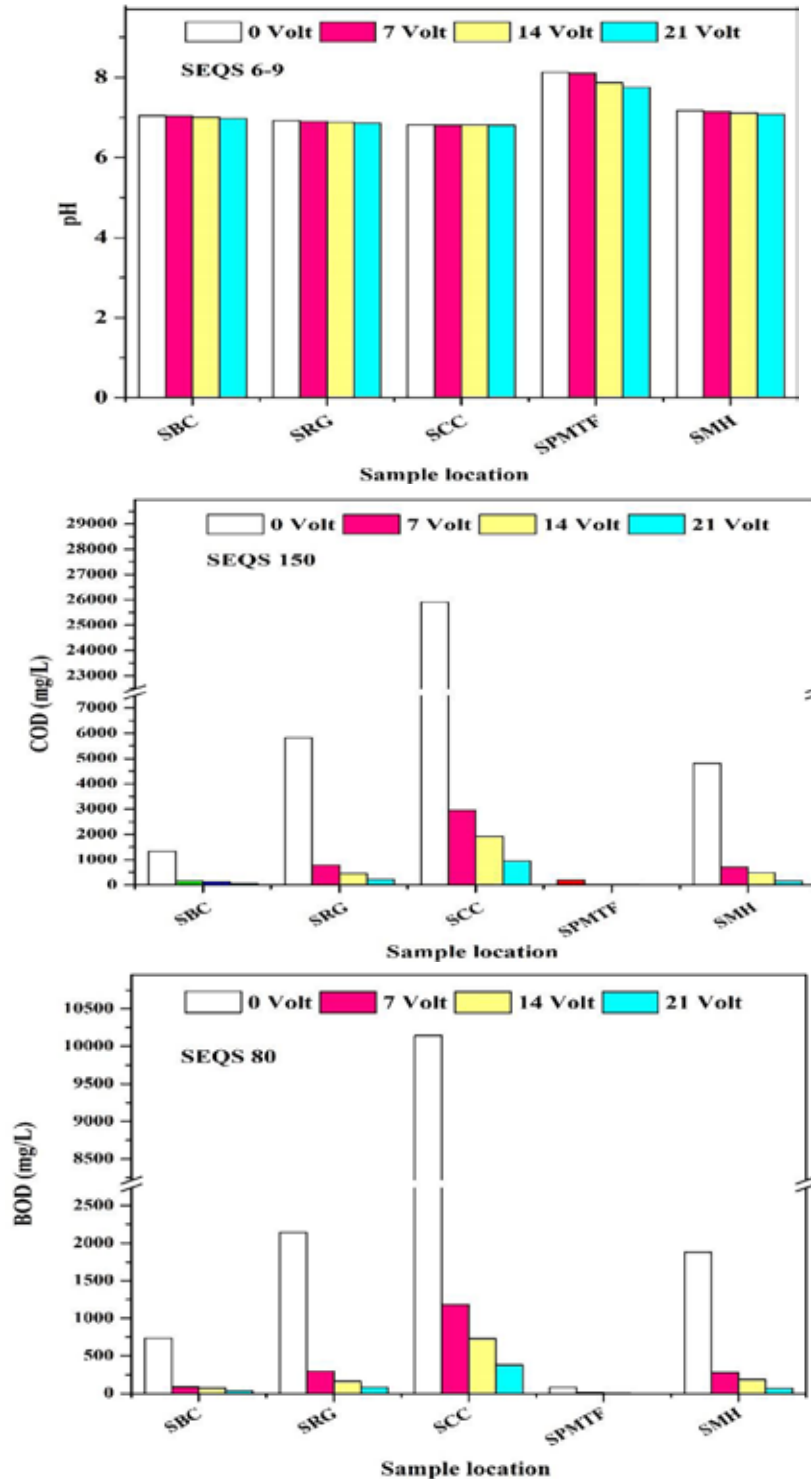 0 Volt 7 Volt 14 Volt 21 Volt
SEQS 6-9
8
6
4
2
0
pH
SBC SRG SCC SPMTF SMH
Sample location
0 Volt 7 Volt 14 Volt 21 Volt
SEQS 150
29000
28000
27000
26000
25000
24000
23000
7000
6000
5000
4000
3000
2000
1000
0
COD (mg/L)
SBC SRG SCC SPMTF SMH
Sample location
0 Volt 7 Volt 14 Volt 21 Volt
SEQS 80
10500
10000
9500
9000
8500
2500
2000
1500
1000
500
0
BOD (mg/L)
SBC SRG SCC SPMTF SMH
Sample location